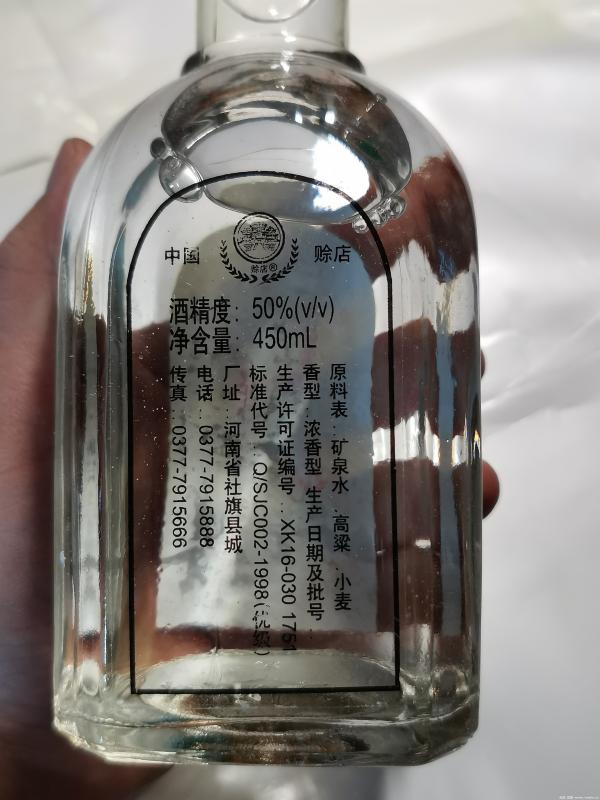 中国 赊店
赊店®
酒精度：50%(v/v)
净含量：450mL
原料表：矿泉水 高粱 小麦
香型：浓香型 生产日期及批号：
生产许可证编号：XK16-030 1751
标准代号：Q/SJC002-1998(优级)
厂址：河南省社旗县城
电话：0377-7915888
传真：0377-7915666